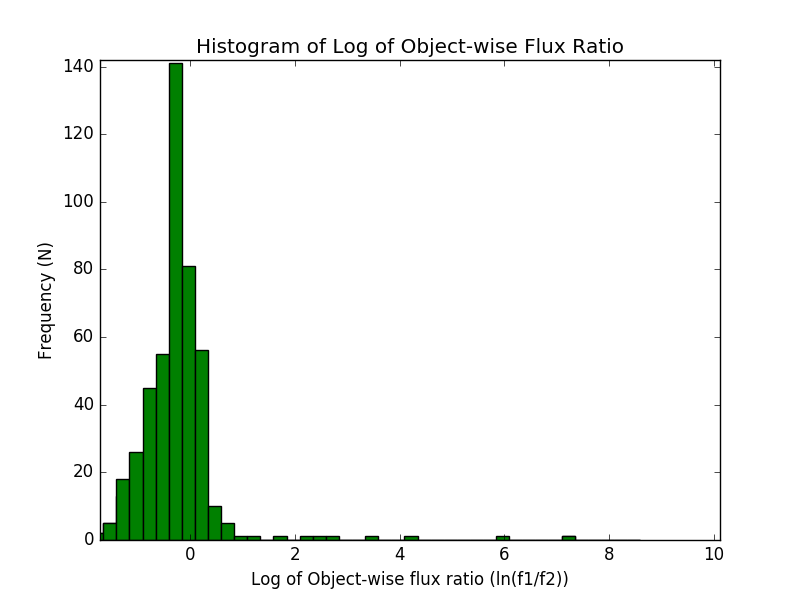 Histogram of Log of Object-wise Flux Ratio
140
120
100
80
60
40
20
0
Frequency (N)
0 2 4 6 8 10
Log of Object-wise flux ratio (ln(f1/f2))